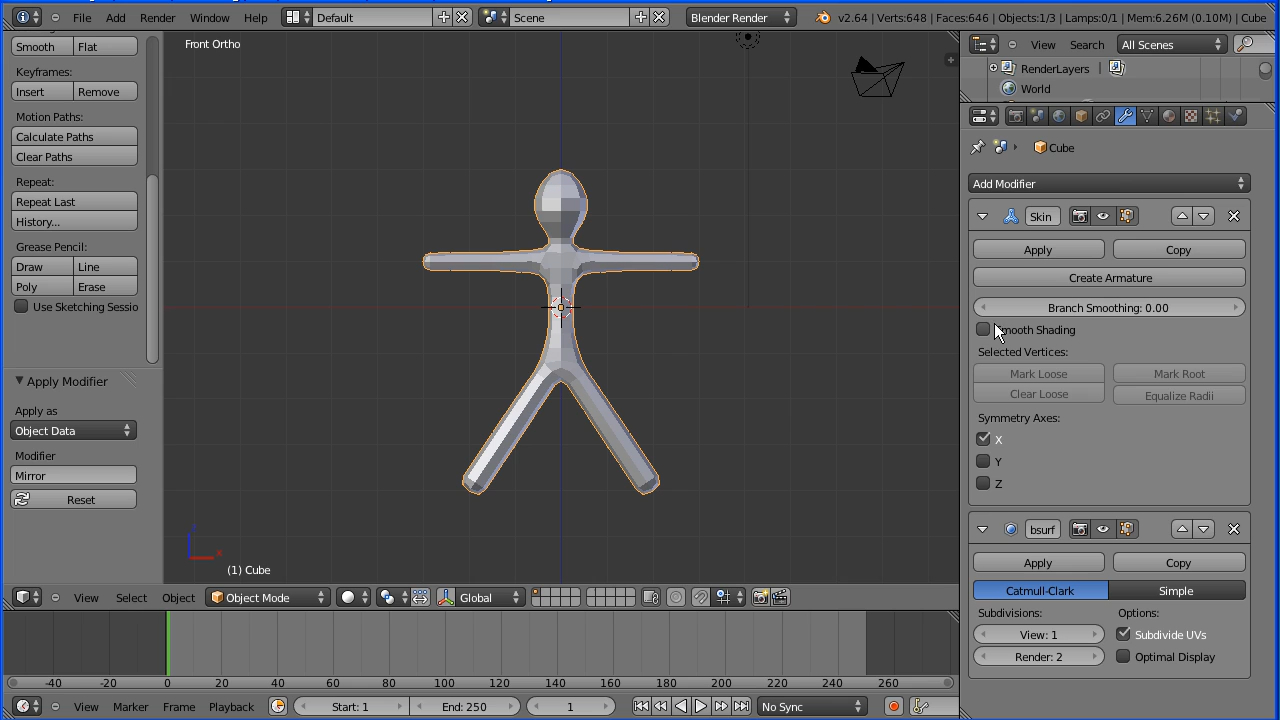 File Add Render Window Help Default Scene Blender Render v2.64 | Verts:648 | Faces:646 | Objects:1/3 | Lamps:0/1 | Mem:6.26M (0.10M) | Cube
Smooth Flat
Keyframes:
Insert Remove
Motion Paths:
Calculate Paths
Clear Paths
Repeat:
Repeat Last
History...
Grease Pencil:
Draw Line
Poly Erase
Use Sketching Sessio
Apply Modifier
Apply as
Object Data
Modifier
Mirror
Reset
Front Ortho
x
(1) Cube
View Select Object Object Mode Global
-40 -20 0 20 40 60 80 100 120 140 160 180 200 220 240 260
View Marker Frame Playback Start: 1 End: 250 1 No Sync
View Search All Scenes
RenderLayers
World
Cube
Add Modifier
Skin
Apply Copy
Create Armature
Branch Smoothing: 0.00
ooth Shading
Selected Vertices:
Mark Loose Mark Root
Clear Loose Equalize Radii
Symmetry Axes:
X
Y
Z
bsurf
Apply Copy
Catmull-Clark Simple
Subdivisions: Options:
View: 1 Subdivide UVs
Render: 2 Optimal Display